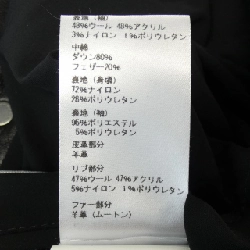 48%ウール 48%アクリル
3%ナイロン 1%ポリウレタン
中綿
ダウン80%
フェザー20%
裏地(身頃)
72%ナイロン
28%ポリウレタン
裏地(袖)
95%ポリエステル
5%ポリウレタン
皮革部分
羊革
リブ部分
47%ウール 47%アクリル
5%ナイロン 1%ポリウレタン
ファー部分
羊革(ムートン)